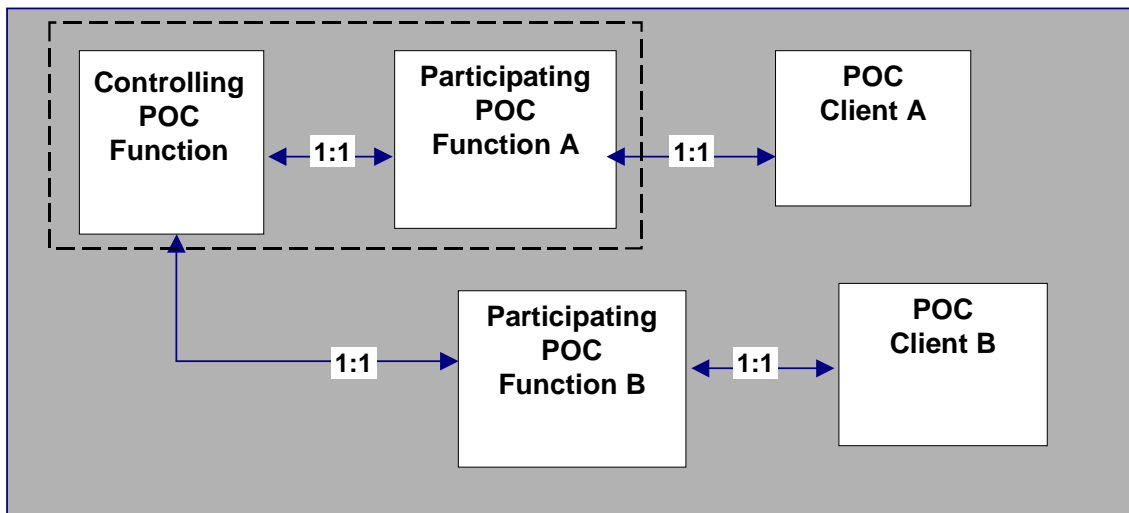 Controlling
POC
Function
1:1
Participating
POC
Function A
1:1
POC
Client A
1:1
Participating
POC
Function B
1:1
POC
Client B